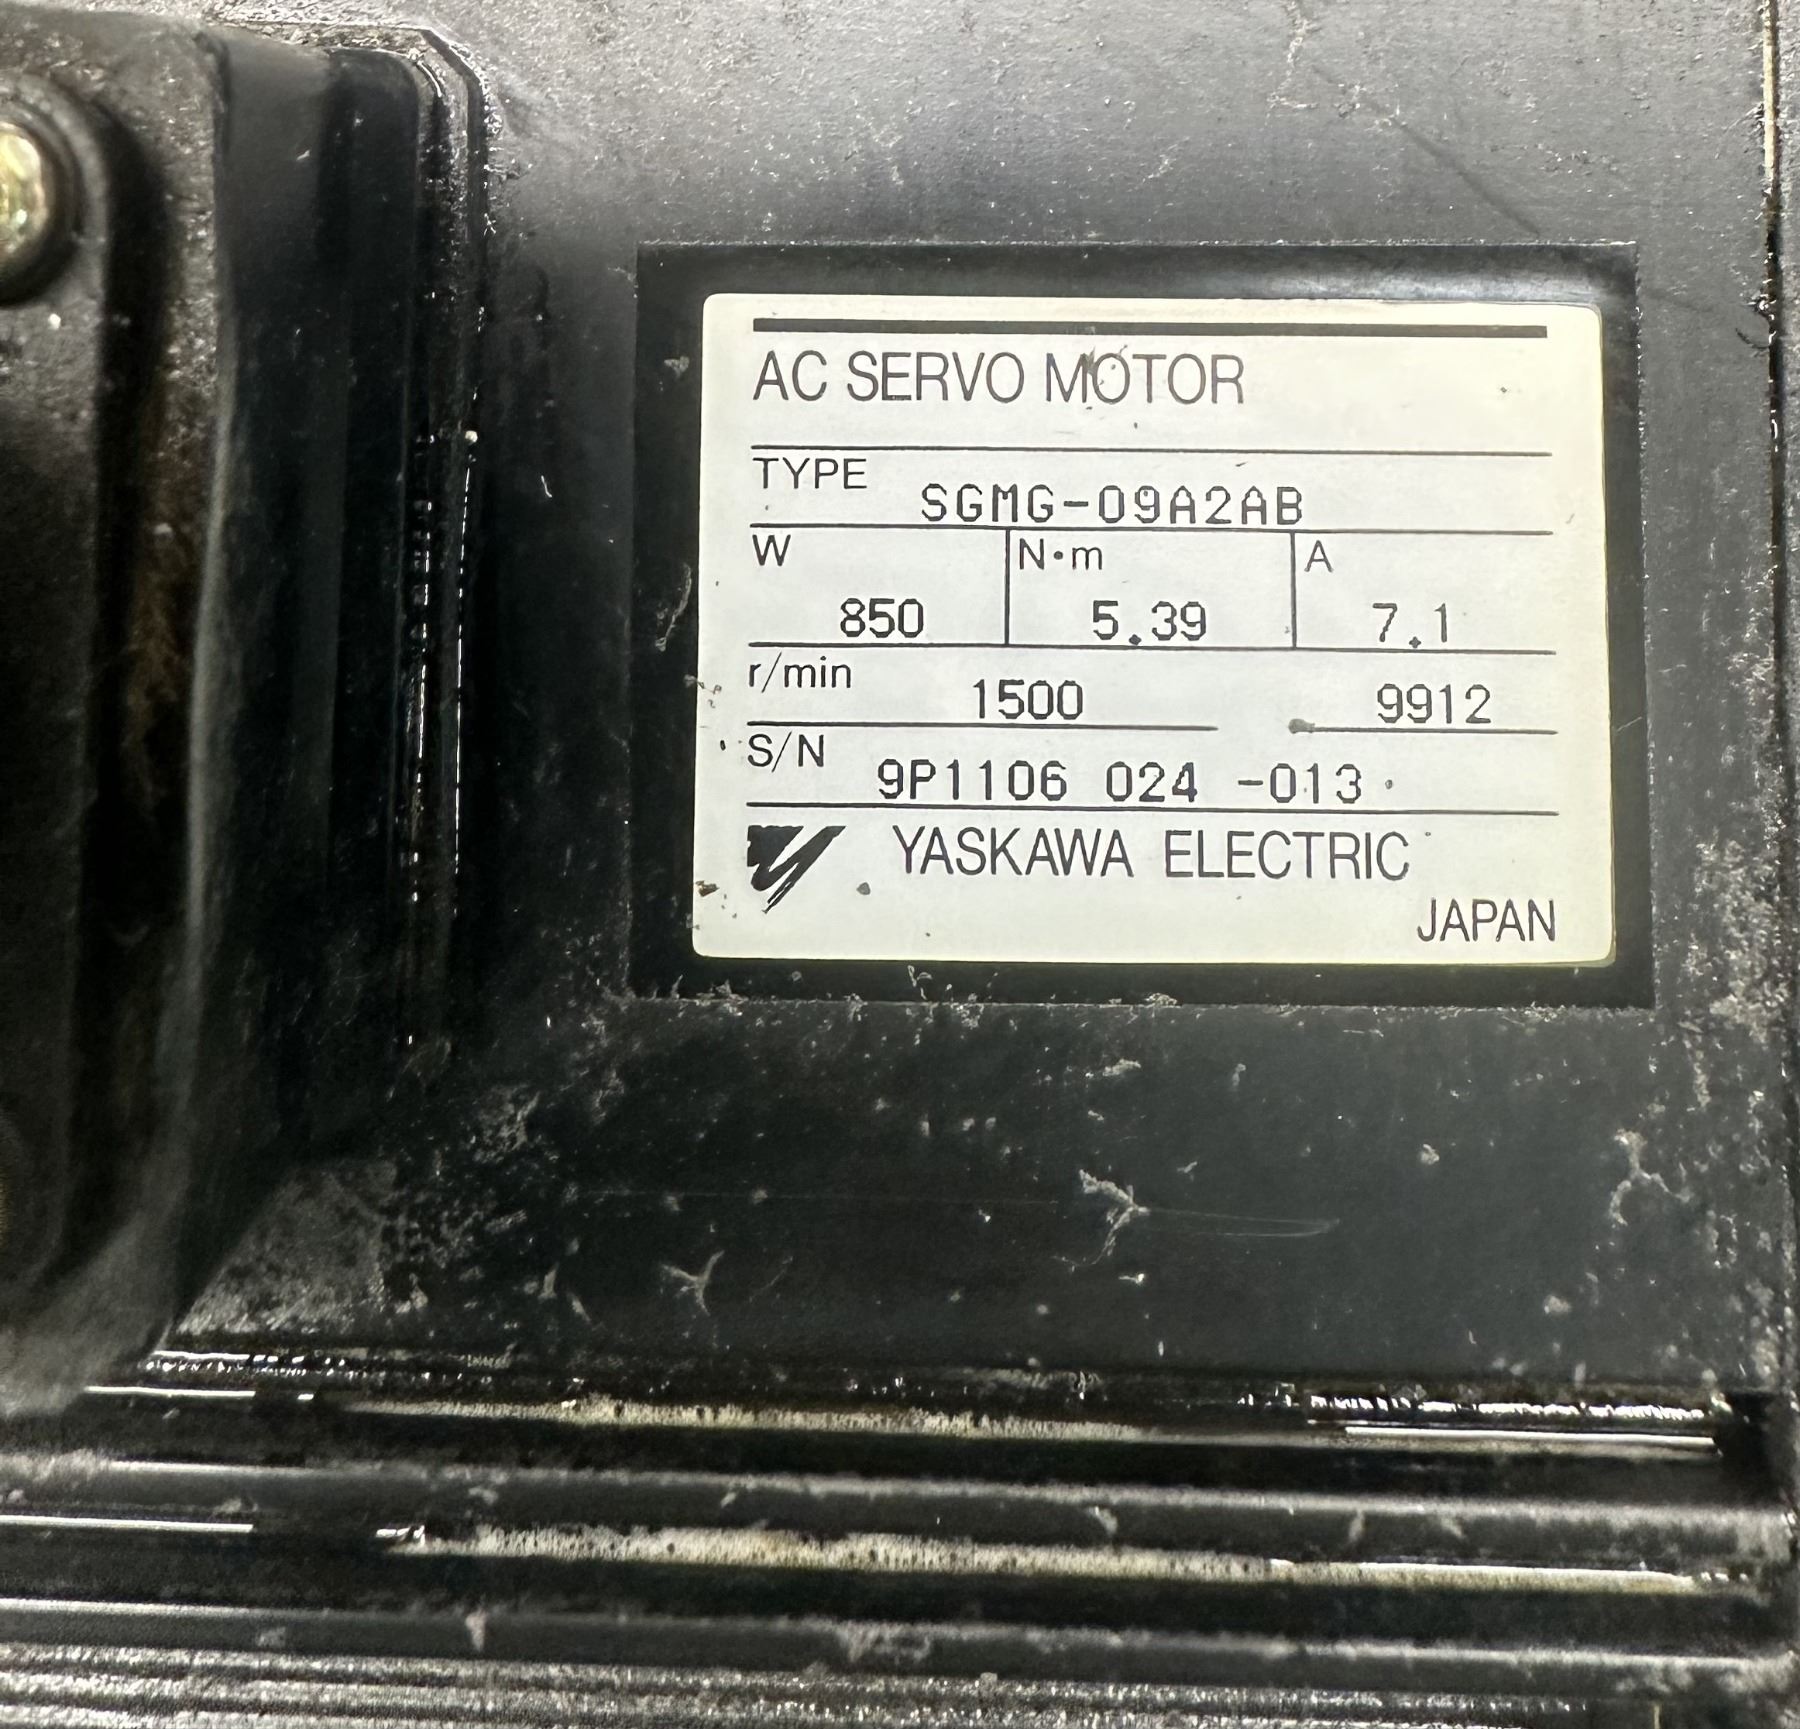 AC SERVO MOTOR
TYPE SGMG-09A2AB
W 850 N·m 5.39 A 7.1
r/min 1500 9912
S/N 9P1106 024 -013
YASKAWA ELECTRIC
JAPAN